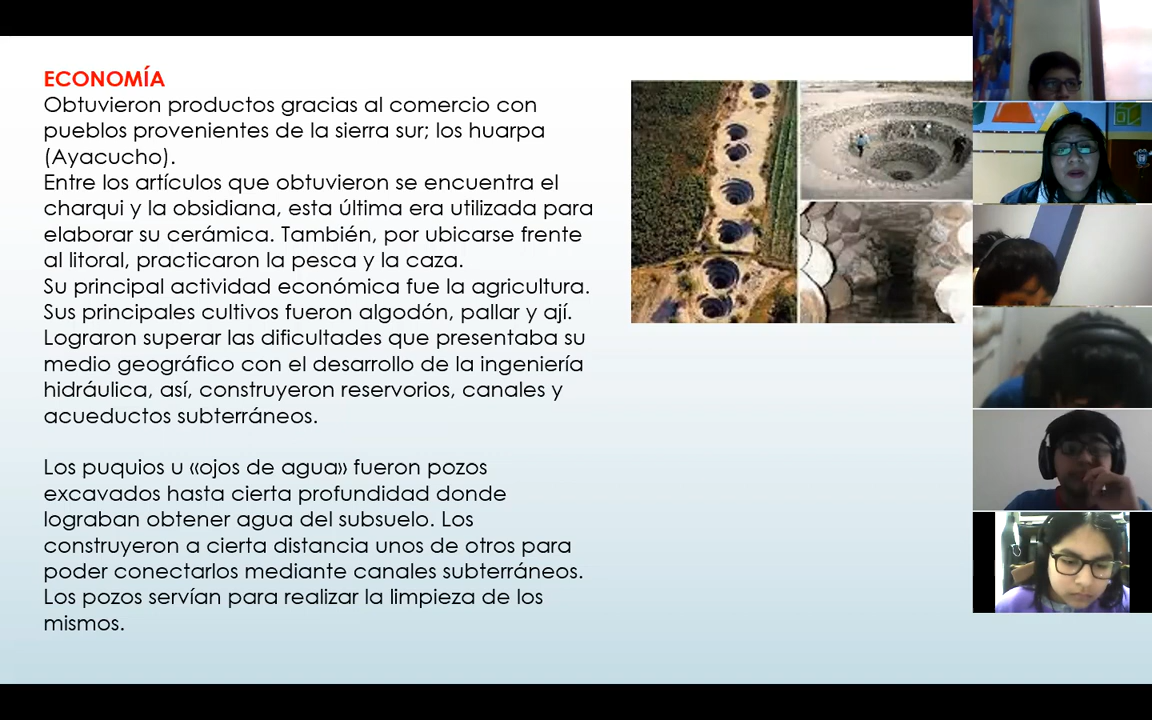 ECONOMÍA
Obtuvieron productos gracias al comercio con
pueblos provenientes de la sierra sur; los huarpa
(Ayacucho).
Entre los artículos que obtuvieron se encuentra el
charqui y la obsidiana, esta última era utilizada para
elaborar su cerámica. También, por ubicarse frente
al litoral, practicaron la pesca y la caza.
Su principal actividad económica fue la agricultura.
Sus principales cultivos fueron algodón, pallar y ají.
Lograron superar las dificultades que presentaba su
medio geográfico con el desarrollo de la ingeniería
hidráulica, así, construyeron reservorios, canales y
acueductos subterráneos.
Los puquios u «ojos de agua» fueron pozos
excavados hasta cierta profundidad donde
lograban obtener agua del subsuelo. Los
construyeron a cierta distancia unos de otros para
poder conectarlos mediante canales subterráneos.
Los pozos servían para realizar la limpieza de los
mismos.